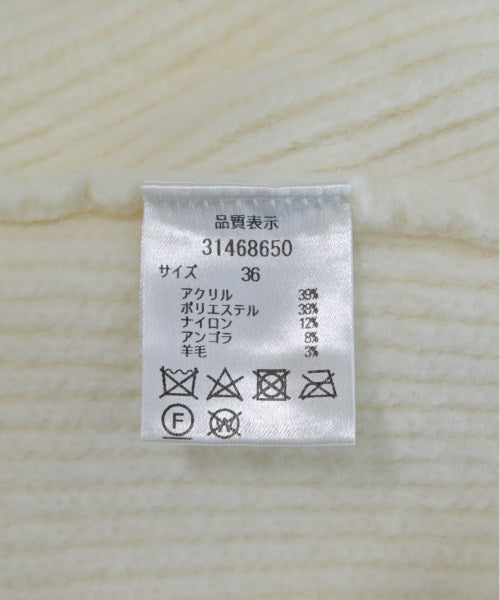 品質表示
31468650
サイズ 36
アクリル 39%
ポリエステル 38%
ナイロン 12%
アンゴラ 8%
羊毛 3%
F W